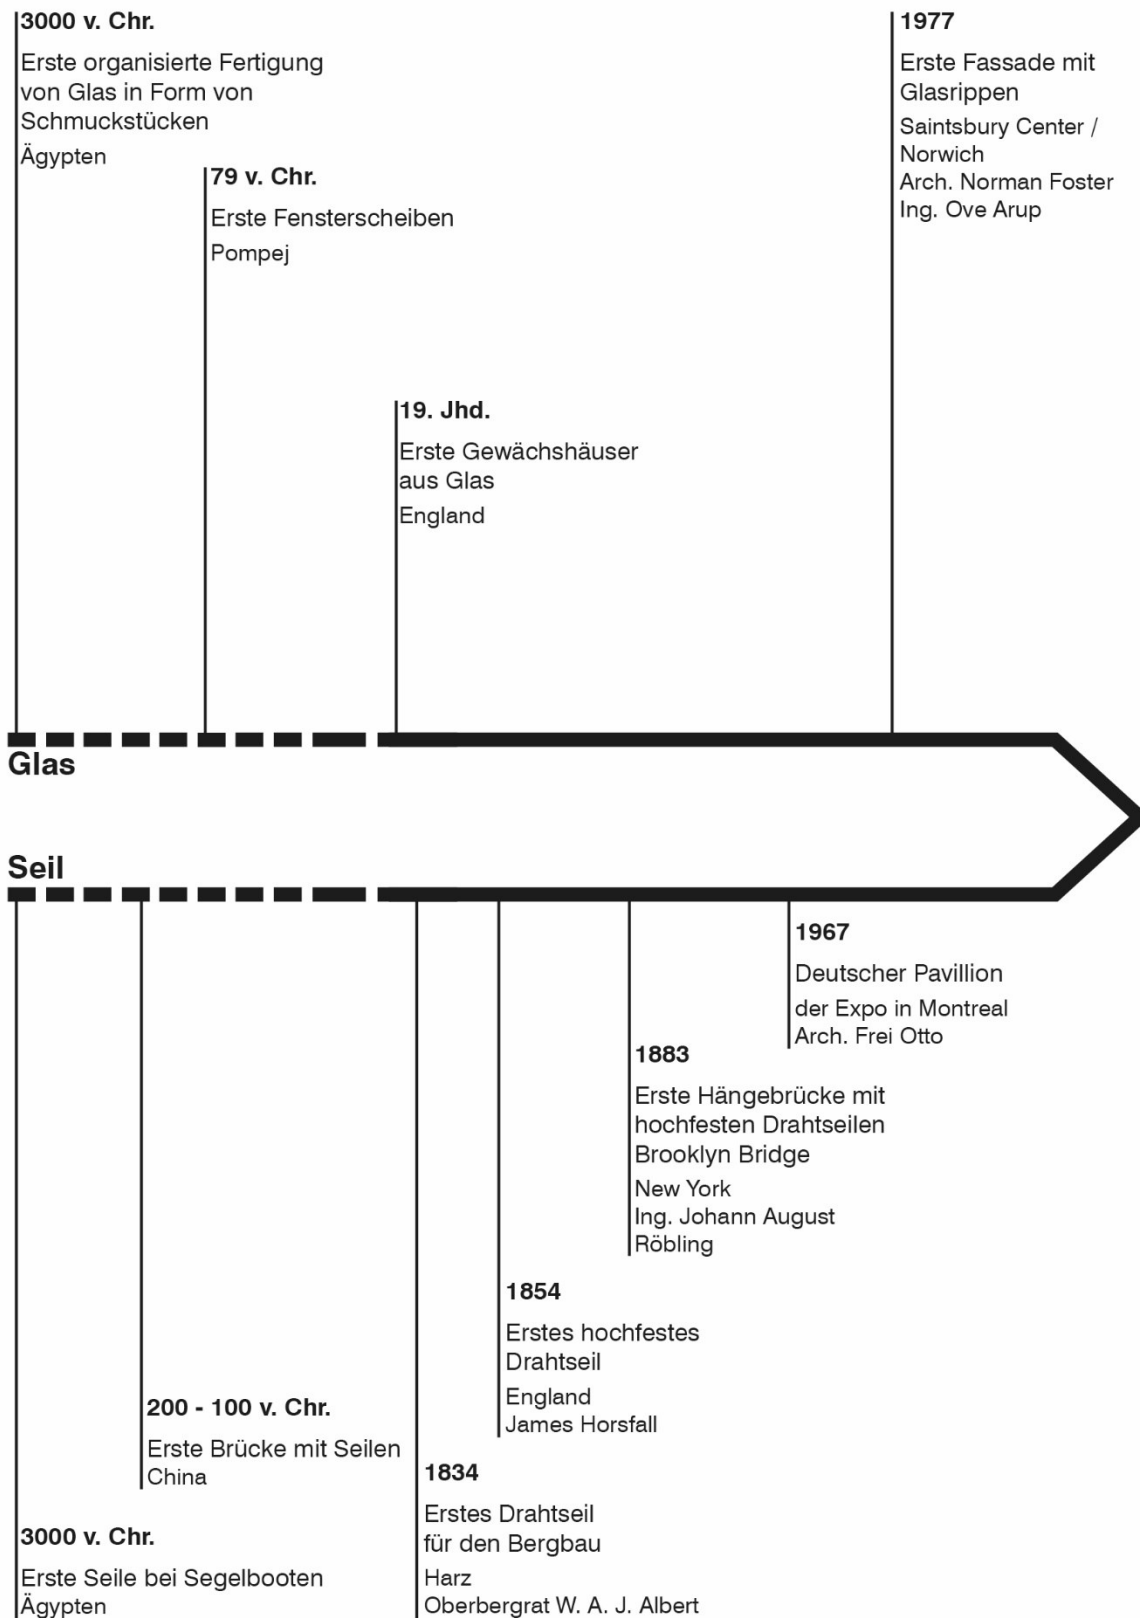 3000 v. Chr.
Erste organisierte Fertigung
von Glas in Form von
Schmuckstücken
Ägypten
79 v. Chr.
Erste Fensterscheiben
Pompej
19. Jhd.
Erste Gewächshäuser
aus Glas
England
1977
Erste Fassade mit
Glasrippen
Saintsbury Center /
Norwich
Arch. Norman Foster
Ing. Ove Arup
Glas
Seil
3000 v. Chr.
Erste Seile bei Segelbooten
Ägypten
200 - 100 v. Chr.
Erste Brücke mit Seilen
China
1834
Erstes Drahtseil
für den Bergbau
Harz
Oberbergrat W. A. J. Albert
1854
Erstes hochfestes
Drahtseil
England
James Horsfall
1883
Erste Hängebrücke mit
hochfesten Drahtseilen
Brooklyn Bridge
New York
Ing. Johann August
Röbling
1967
Deutscher Pavillion
der Expo in Montreal
Arch. Frei Otto